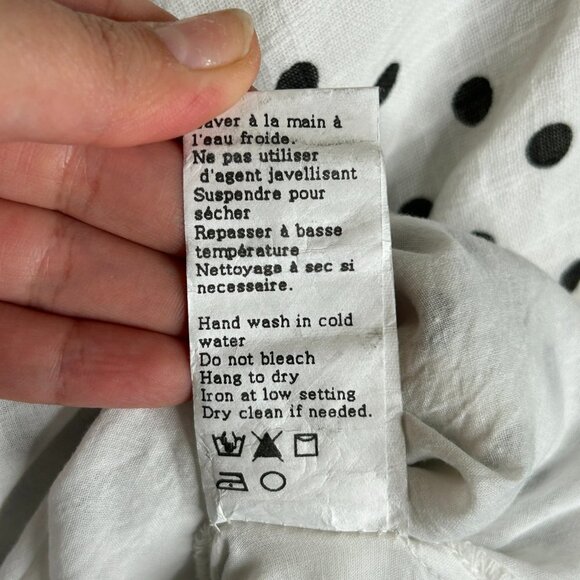 Laver à la main à
l'eau froide.
Ne pas utiliser
d'agent javellisant
Suspendre pour
sécher
Repasser à basse
température
Nettoyage à sec si
necessaire.
Hand wash in cold
water
Do not bleach
Hang to dry
Iron at low setting
Dry clean if needed.